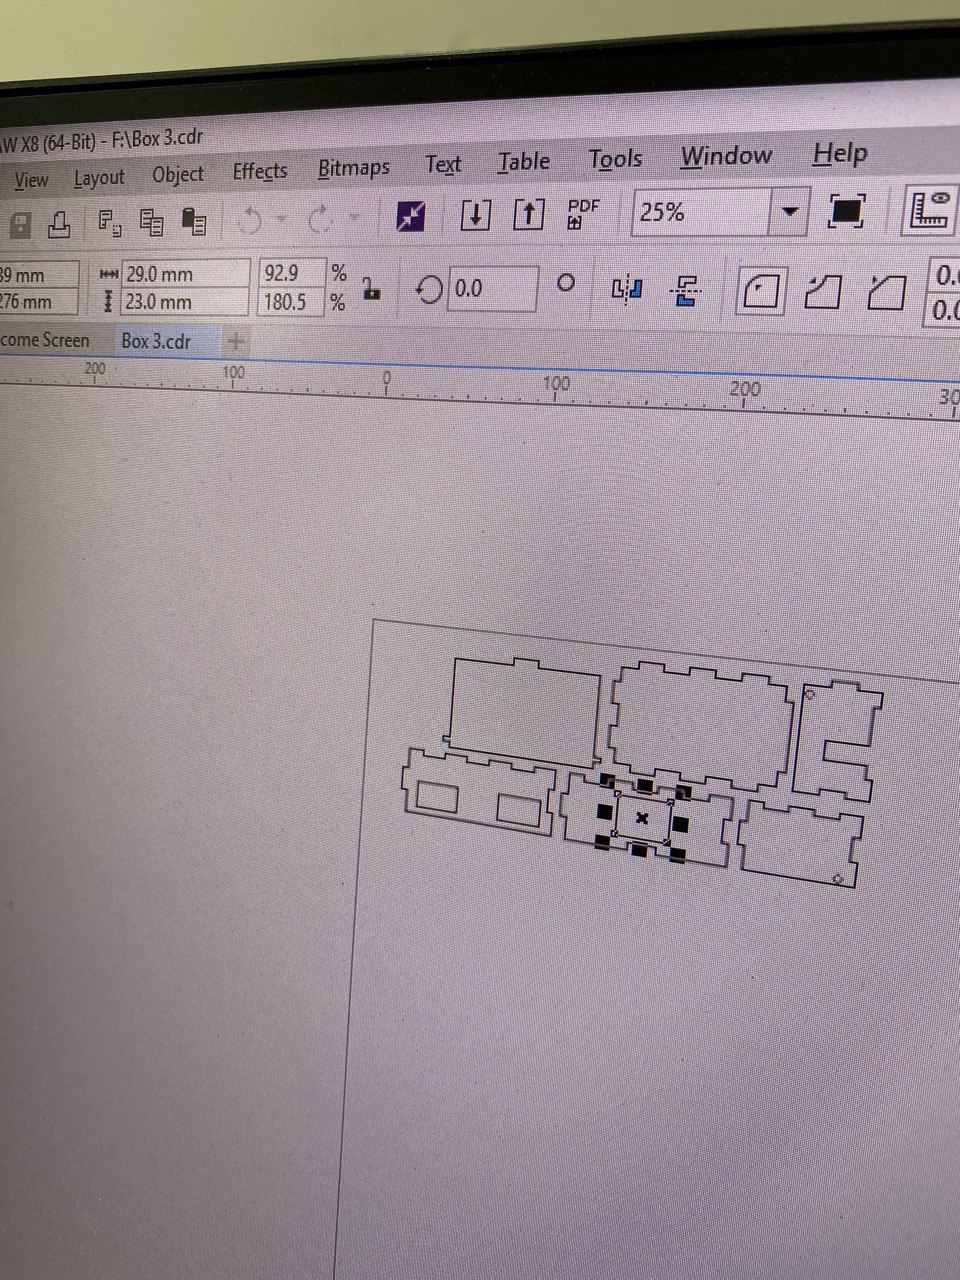 W X8 (64-Bit) - F:\Box 3.cdr
View Layout Object Effects Bitmaps Text Table Tools Window Help
PDF 25%
39 mm 29.0 mm 92.9 % 0.0 0.0
276 mm 23.0 mm 180.5 % 0.0
come Screen Box 3.cdr
200 100 0 100 200 30